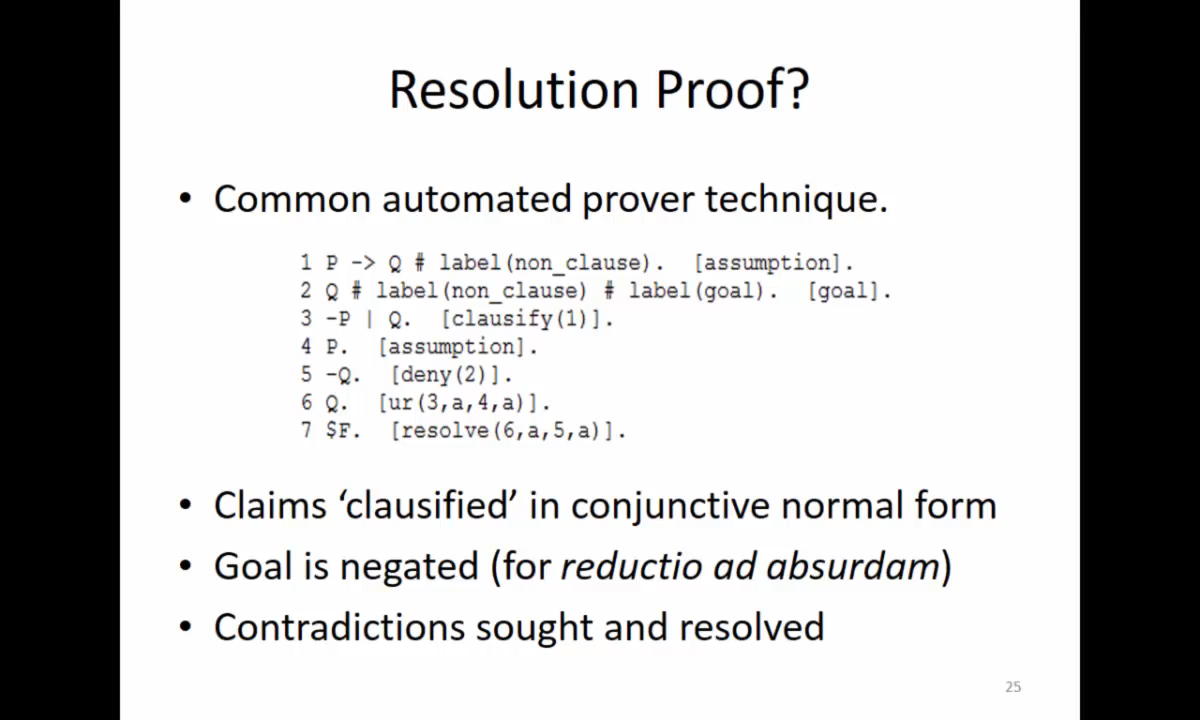 Resolution Proof?
• Common automated prover technique.
1 P -> Q # label(non_clause).  [assumption].
2 Q # label(non_clause) # label(goal).  [goal].
3 -P | Q.  [clausify(1)].
4 P.  [assumption].
5 -Q.  [deny(2)].
6 Q.  [ur(3,a,4,a)].
7 $F.  [resolve(6,a,5,a)].
• Claims ‘clausified’ in conjunctive normal form
• Goal is negated (for reductio ad absurdam)
• Contradictions sought and resolved
25